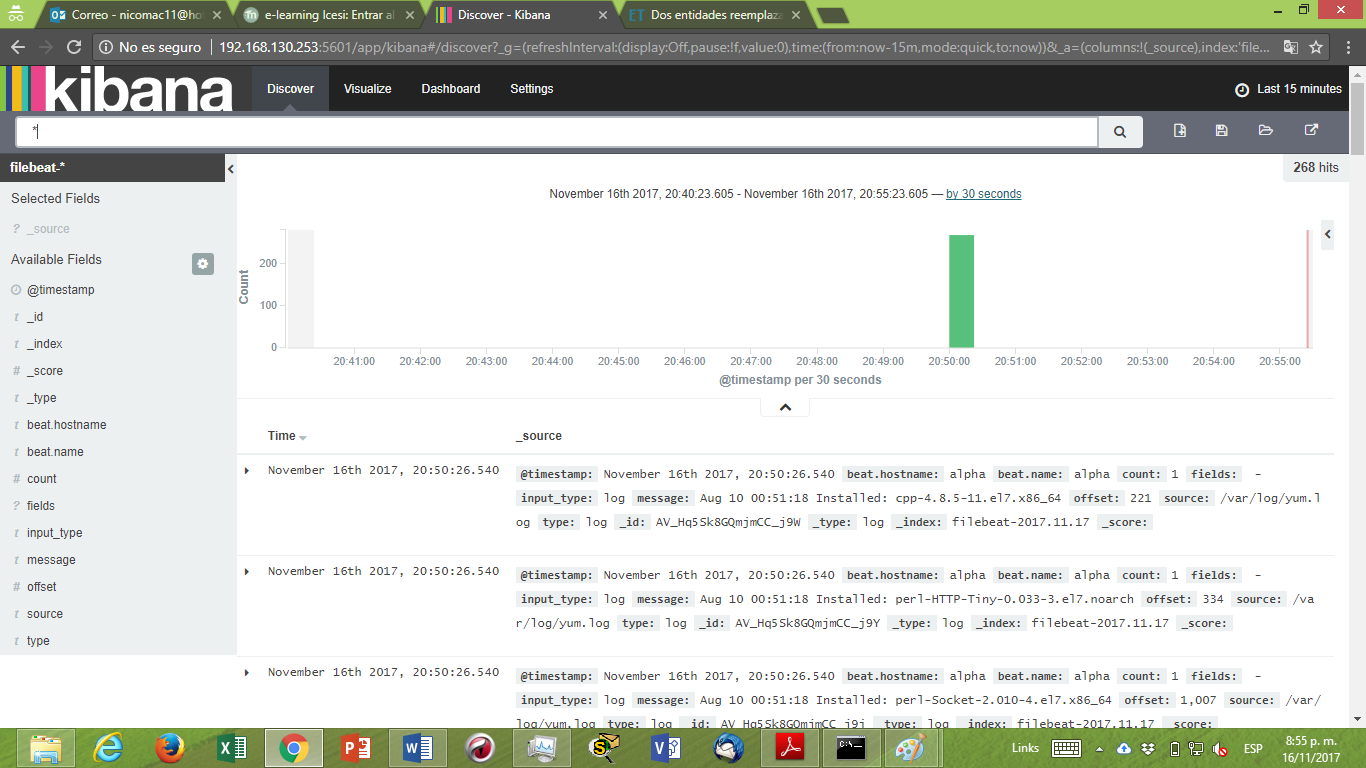 Correo - nicomac11@ho
e-learning Icesi: Entrar al
Discover - Kibana
Dos entidades reemplaza
No es seguro | 192.168.130.253:5601/app/kibana#/discover?_g=(refreshInterval:(display:Off,pause:!f,value:0),time:(from:now-15m,mode:quick,to:now))&_a=(columns:!(_source),index:'file...
kibana
Discover Visualize Dashboard Settings Last 15 minutes
*
filebeat-*
268 hits
Selected Fields
? _source
Available Fields
@timestamp
t _id
t _index
# _score
t _type
t beat.hostname
t beat.name
# count
? fields
t input_type
t message
# offset
t source
t type
November 16th 2017, 20:40:23.605 - November 16th 2017, 20:55:23.605 — by 30 seconds
Count
200
100
0
20:41:00 20:42:00 20:43:00 20:44:00 20:45:00 20:46:00 20:47:00 20:48:00 20:49:00 20:50:00 20:51:00 20:52:00 20:53:00 20:54:00 20:55:00
@timestamp per 30 seconds
Time _source
November 16th 2017, 20:50:26.540 @timestamp: November 16th 2017, 20:50:26.540 beat.hostname: alpha beat.name: alpha count: 1 fields: -
input_type: log message: Aug 10 00:51:18 Installed: cpp-4.8.5-11.el7.x86_64 offset: 221 source: /var/log/yum.l
og type: log _id: AV_Hq5Sk8GQmjmCC_j9W _type: log _index: filebeat-2017.11.17 _score:
November 16th 2017, 20:50:26.540 @timestamp: November 16th 2017, 20:50:26.540 beat.hostname: alpha beat.name: alpha count: 1 fields: -
input_type: log message: Aug 10 00:51:18 Installed: perl-HTTP-Tiny-0.033-3.el7.noarch offset: 334 source: /va
r/log/yum.log type: log _id: AV_Hq5Sk8GQmjmCC_j9Y _type: log _index: filebeat-2017.11.17 _score:
November 16th 2017, 20:50:26.540 @timestamp: November 16th 2017, 20:50:26.540 beat.hostname: alpha beat.name: alpha count: 1 fields: -
input_type: log message: Aug 10 00:51:18 Installed: perl-Socket-2.010-4.el7.x86_64 offset: 1,007 source: /var/
log/yum.log type: log _id: AV_Hq5Sk8GQmjmCC_j9j _type: log _index: filebeat-2017.11.17 _score:
Links ESP 8:55 p. m.
16/11/2017